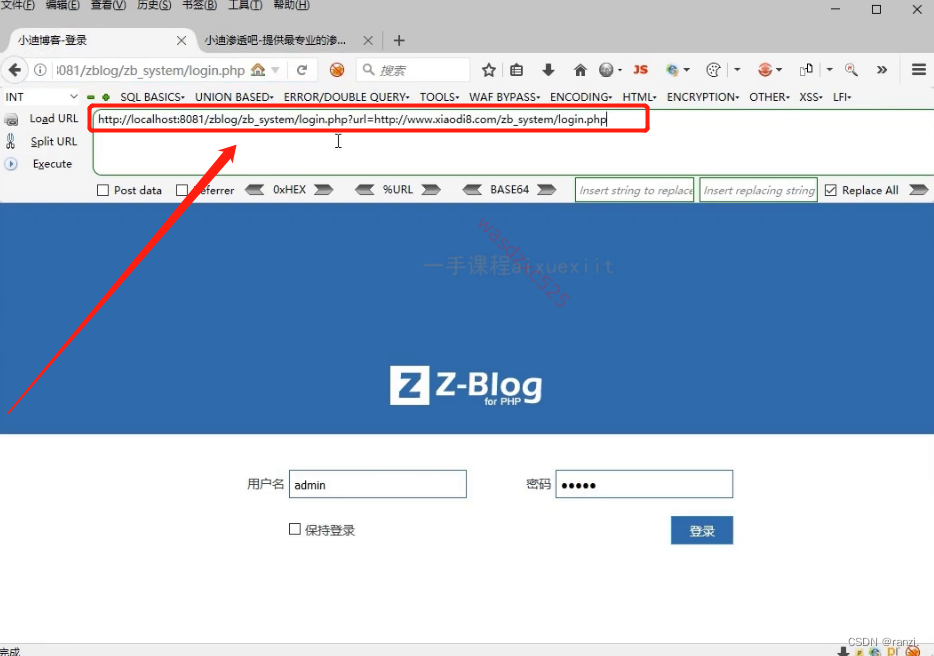 文件(F) 编辑(E) 查看(V) 历史(S) 书签(B) 工具(T) 帮助(H)
小迪博客-登录 小迪渗透吧-提供最专业的渗...
:081/zblog/zb_system/login.php 搜索 JS
INT SQL BASICS UNION BASED ERROR/DOUBLE QUERY TOOLS WAF BYPASS ENCODING HTML ENCRYPTION OTHER XSS LFI
Load URL http://localhost:8081/zblog/zb_system/login.php?url=http://www.xiaodi8.com/zb_system/login.php
Split URL
Execute
Post data Referrer 0xHEX %URL BASE64 Insert string to replace Insert replacing string Replace All
一手课程aixuexiit
Z Z-Blog
for PHP
用户名 admin 密码 ●●●●●
保持登录 登录
CSDN @ranzi.
完成